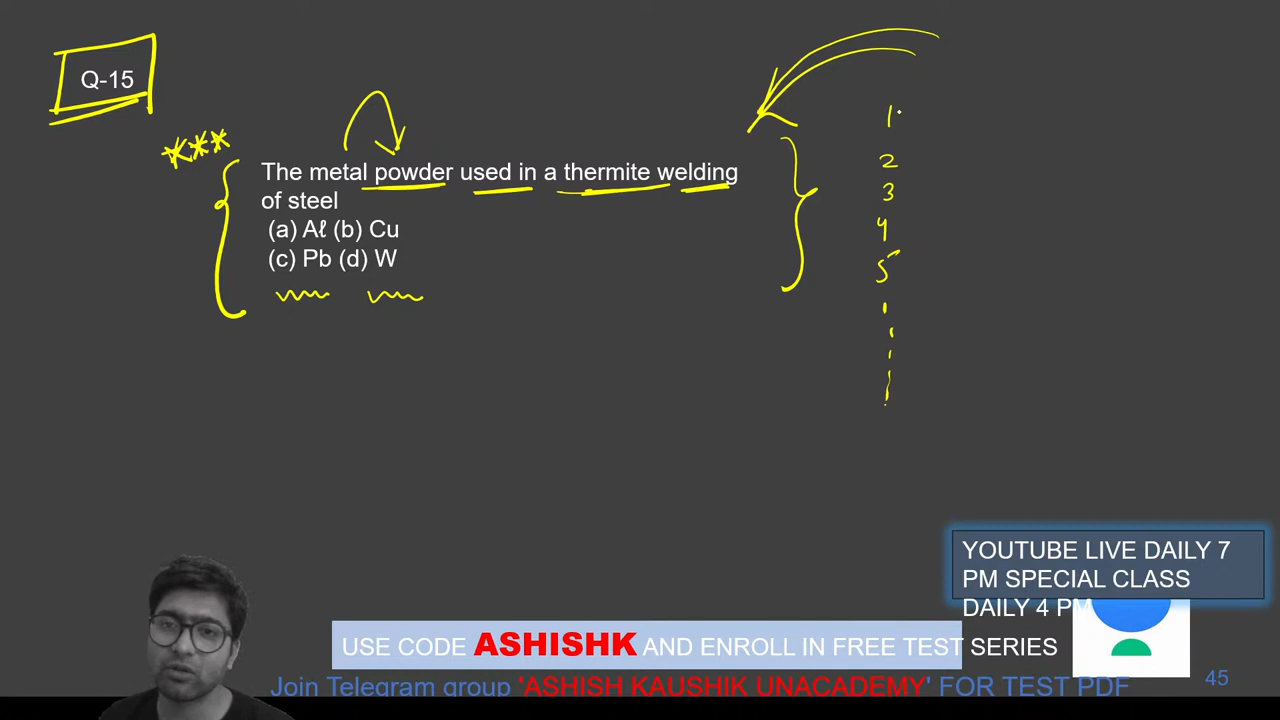 Q-15
***
The metal powder used in a thermite welding
of steel
(a) Aℓ (b) Cu
(c) Pb (d) W
1
2
3
4
5
YOUTUBE LIVE DAILY 7
PM SPECIAL CLASS
DAILY 4 PM
USE CODE ASHISHK AND ENROLL IN FREE TEST SERIES
Join Telegram group 'ASHISH KAUSHIK UNACADEMY' FOR TEST PDF
45